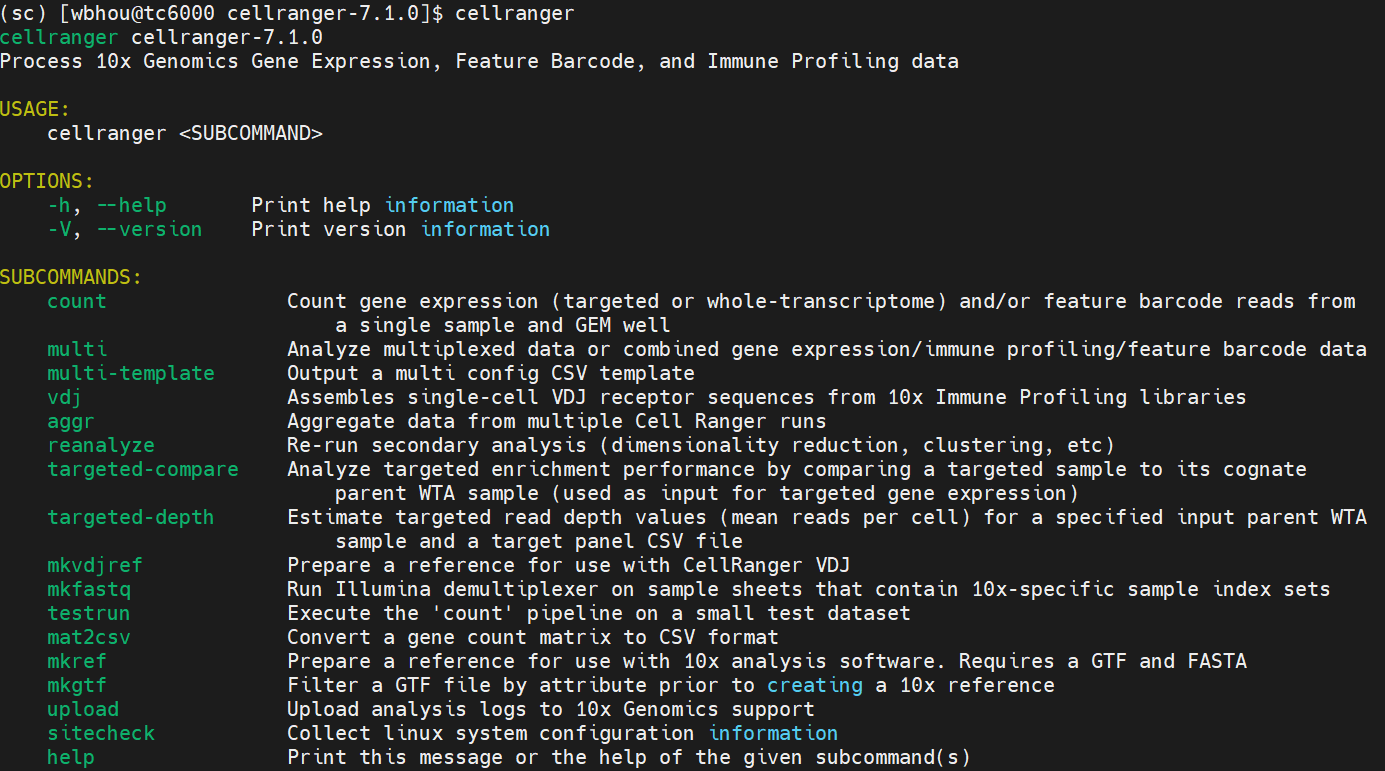 (sc) [wbhou@tc6000 cellranger-7.1.0]$ cellranger
cellranger cellranger-7.1.0
Process 10x Genomics Gene Expression, Feature Barcode, and Immune Profiling data

USAGE:
    cellranger <SUBCOMMAND>

OPTIONS:
    -h, --help       Print help information
    -V, --version    Print version information

SUBCOMMANDS:
    count               Count gene expression (targeted or whole-transcriptome) and/or feature barcode reads from
                            a single sample and GEM well
    multi               Analyze multiplexed data or combined gene expression/immune profiling/feature barcode data
    multi-template      Output a multi config CSV template
    vdj                 Assembles single-cell VDJ receptor sequences from 10x Immune Profiling libraries
    aggr                Aggregate data from multiple Cell Ranger runs
    reanalyze           Re-run secondary analysis (dimensionality reduction, clustering, etc)
    targeted-compare    Analyze targeted enrichment performance by comparing a targeted sample to its cognate
                            parent WTA sample (used as input for targeted gene expression)
    targeted-depth      Estimate targeted read depth values (mean reads per cell) for a specified input parent WTA
                            sample and a target panel CSV file
    mkvdjref            Prepare a reference for use with CellRanger VDJ
    mkfastq             Run Illumina demultiplexer on sample sheets that contain 10x-specific sample index sets
    testrun             Execute the 'count' pipeline on a small test dataset
    mat2csv             Convert a gene count matrix to CSV format
    mkref               Prepare a reference for use with 10x analysis software. Requires a GTF and FASTA
    mkgtf               Filter a GTF file by attribute prior to creating a 10x reference
    upload              Upload analysis logs to 10x Genomics support
    sitecheck           Collect linux system configuration information
    help                Print this message or the help of the given subcommand(s)